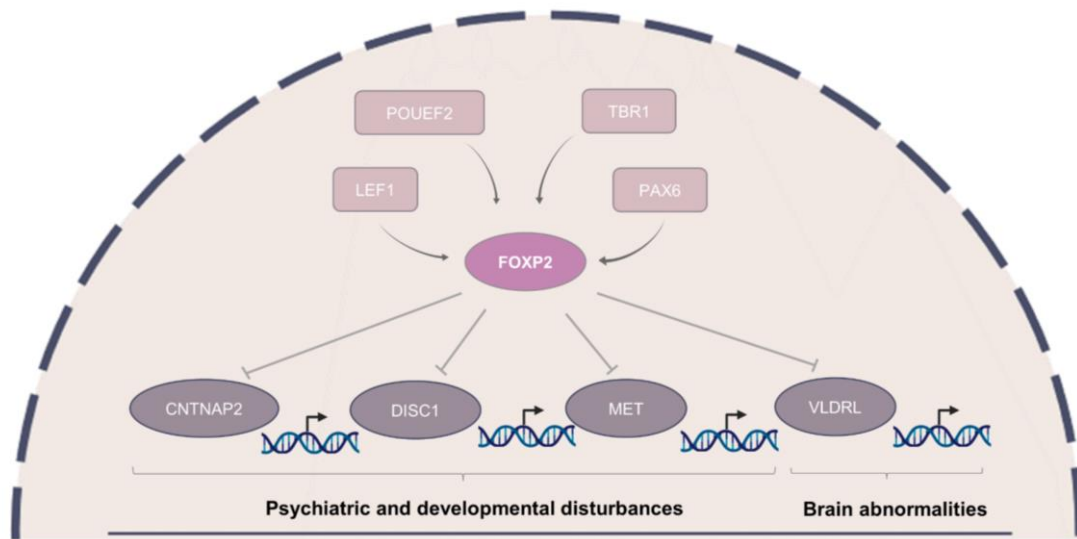 POUEF2
TBR1
LEF1
PAX6
FOXP2
CNTNAP2
DISC1
MET
VLDRL
Psychiatric and developmental disturbances
Brain abnormalities